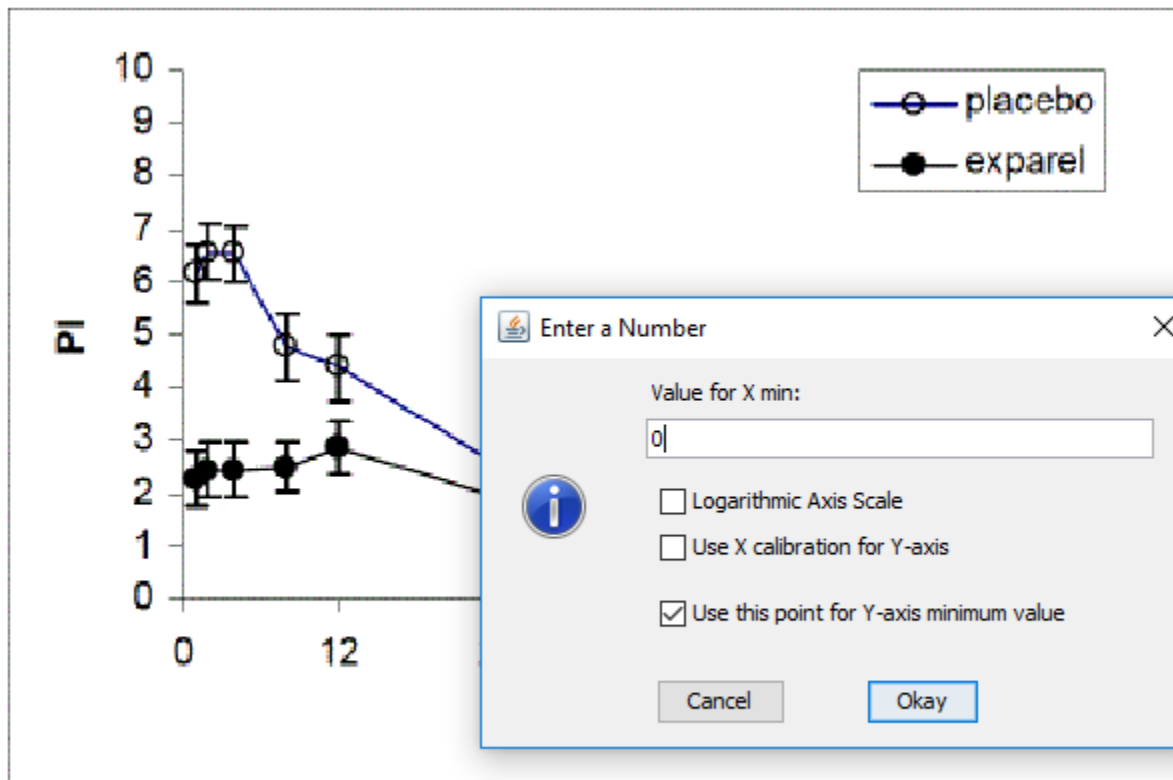 10
9
8
7
6
5
4
3
2
1
0
PI
0 12
placebo
exparel
Enter a Number
Value for X min:
0
Logarithmic Axis Scale
Use X calibration for Y-axis
Use this point for Y-axis minimum value
Cancel Okay